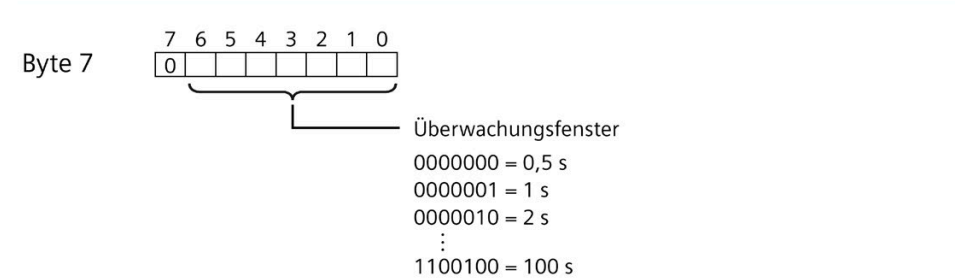 7 6 5 4 3 2 1 0
Byte 7 0
Überwachungsfenster
0000000 = 0,5 s
0000001 = 1 s
0000010 = 2 s
⋮
1100100 = 100 s